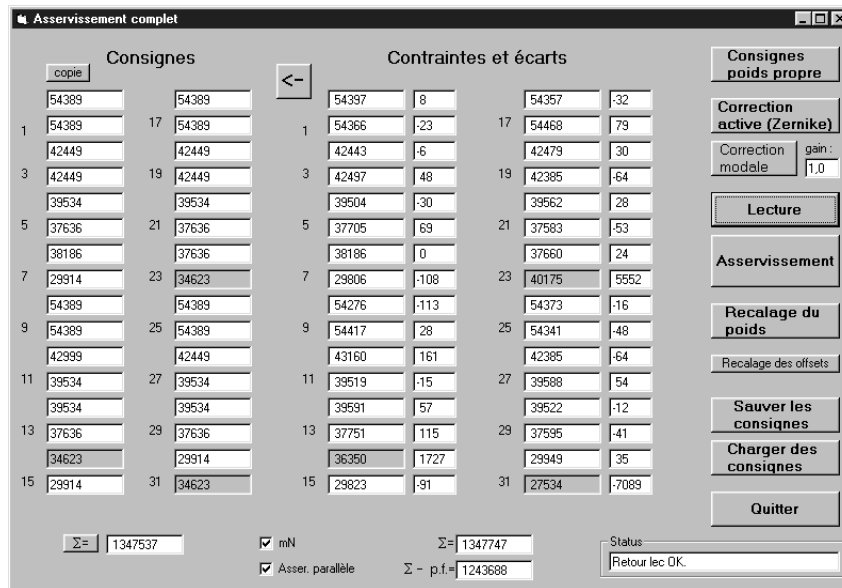 Asservissement complet
Consignes
Contraintes et écarts
copie
<-
54389 54389 54397 8 54357 -32
1 54389 17 54389 1 54366 -23 17 54468 79
42449 42449 42443 -6 42479 30
3 42449 19 42449 3 42497 48 19 42385 -64
39534 39534 39504 -30 39562 28
5 37636 21 37636 5 37705 69 21 37583 -53
38186 37636 38186 0 37660 24
7 29914 23 34623 7 29806 -108 23 40175 5552
54389 54389 54276 -113 54373 -16
9 54389 25 54389 9 54417 28 25 54341 -48
42999 42449 43160 161 42385 -64
11 39534 27 39534 11 39519 -15 27 39588 54
39534 39534 39591 57 39522 -12
13 37636 29 37636 13 37751 115 29 37595 -41
34623 29914 36350 1727 29949 35
15 29914 31 34623 15 29823 -91 31 27534 -7089
Σ= 1347537
mN
Asser. parallèle
Σ= 1347747
Σ - p.f.= 1243688
Status
Retour lec OK.
Consignes
poids propre
Correction
active (Zernike)
Correction
modale
gain :
1,0
Lecture
Asservissement
Recalage du
poids
Recalage des offsets
Sauver les
consignes
Charger des
consignes
Quitter